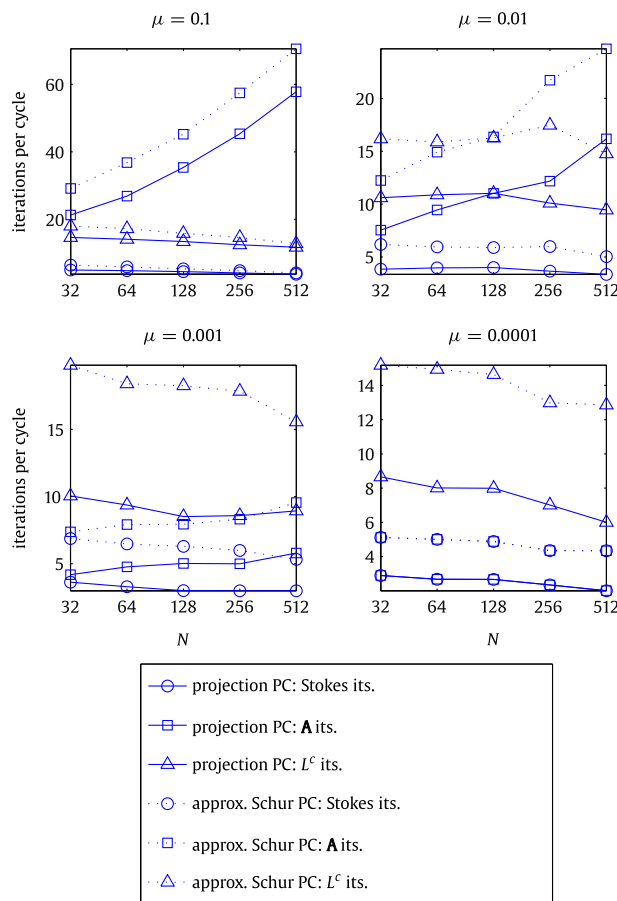 μ = 0.1
μ = 0.01
iterations per cycle
60
40
20
32 64 128 256 512
20
15
10
5
32 64 128 256 512
μ = 0.001
μ = 0.0001
iterations per cycle
15
10
5
32 64 128 256 512
N
14
12
10
8
6
4
32 64 128 256 512
N
projection PC: Stokes its.
projection PC: A its.
projection PC: Lᶜ its.
approx. Schur PC: Stokes its.
approx. Schur PC: A its.
approx. Schur PC: Lᶜ its.